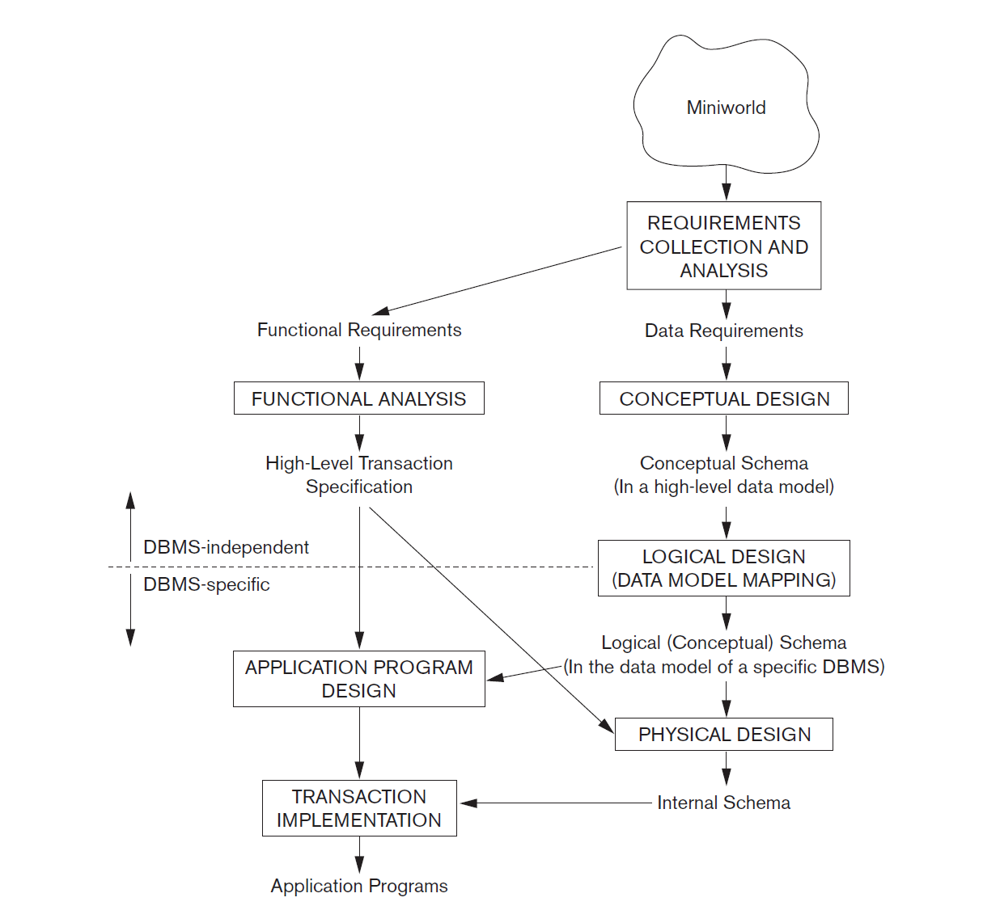 Miniworld
REQUIREMENTS
COLLECTION AND
ANALYSIS
Functional Requirements
Data Requirements
FUNCTIONAL ANALYSIS
CONCEPTUAL DESIGN
High-Level Transaction
Specification
Conceptual Schema
(In a high-level data model)
DBMS-independent
DBMS-specific
LOGICAL DESIGN
(DATA MODEL MAPPING)
Logical (Conceptual) Schema
(In the data model of a specific DBMS)
APPLICATION PROGRAM
DESIGN
PHYSICAL DESIGN
TRANSACTION
IMPLEMENTATION
Internal Schema
Application Programs